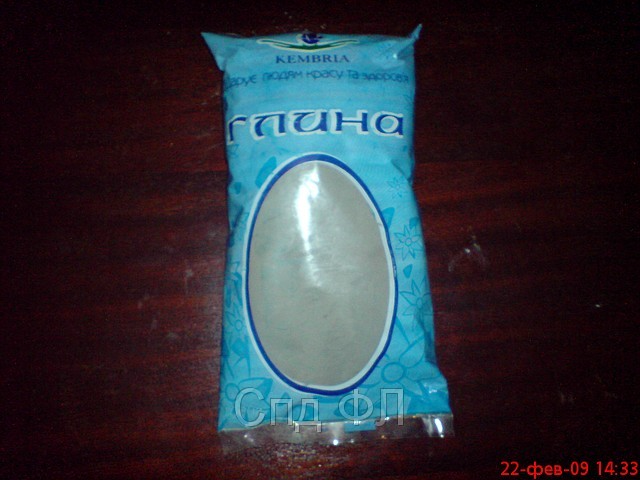 KEMBRIA
дарує людям красу та здоров'я
глина
Спд ФЛ
22-фев-09 14:33